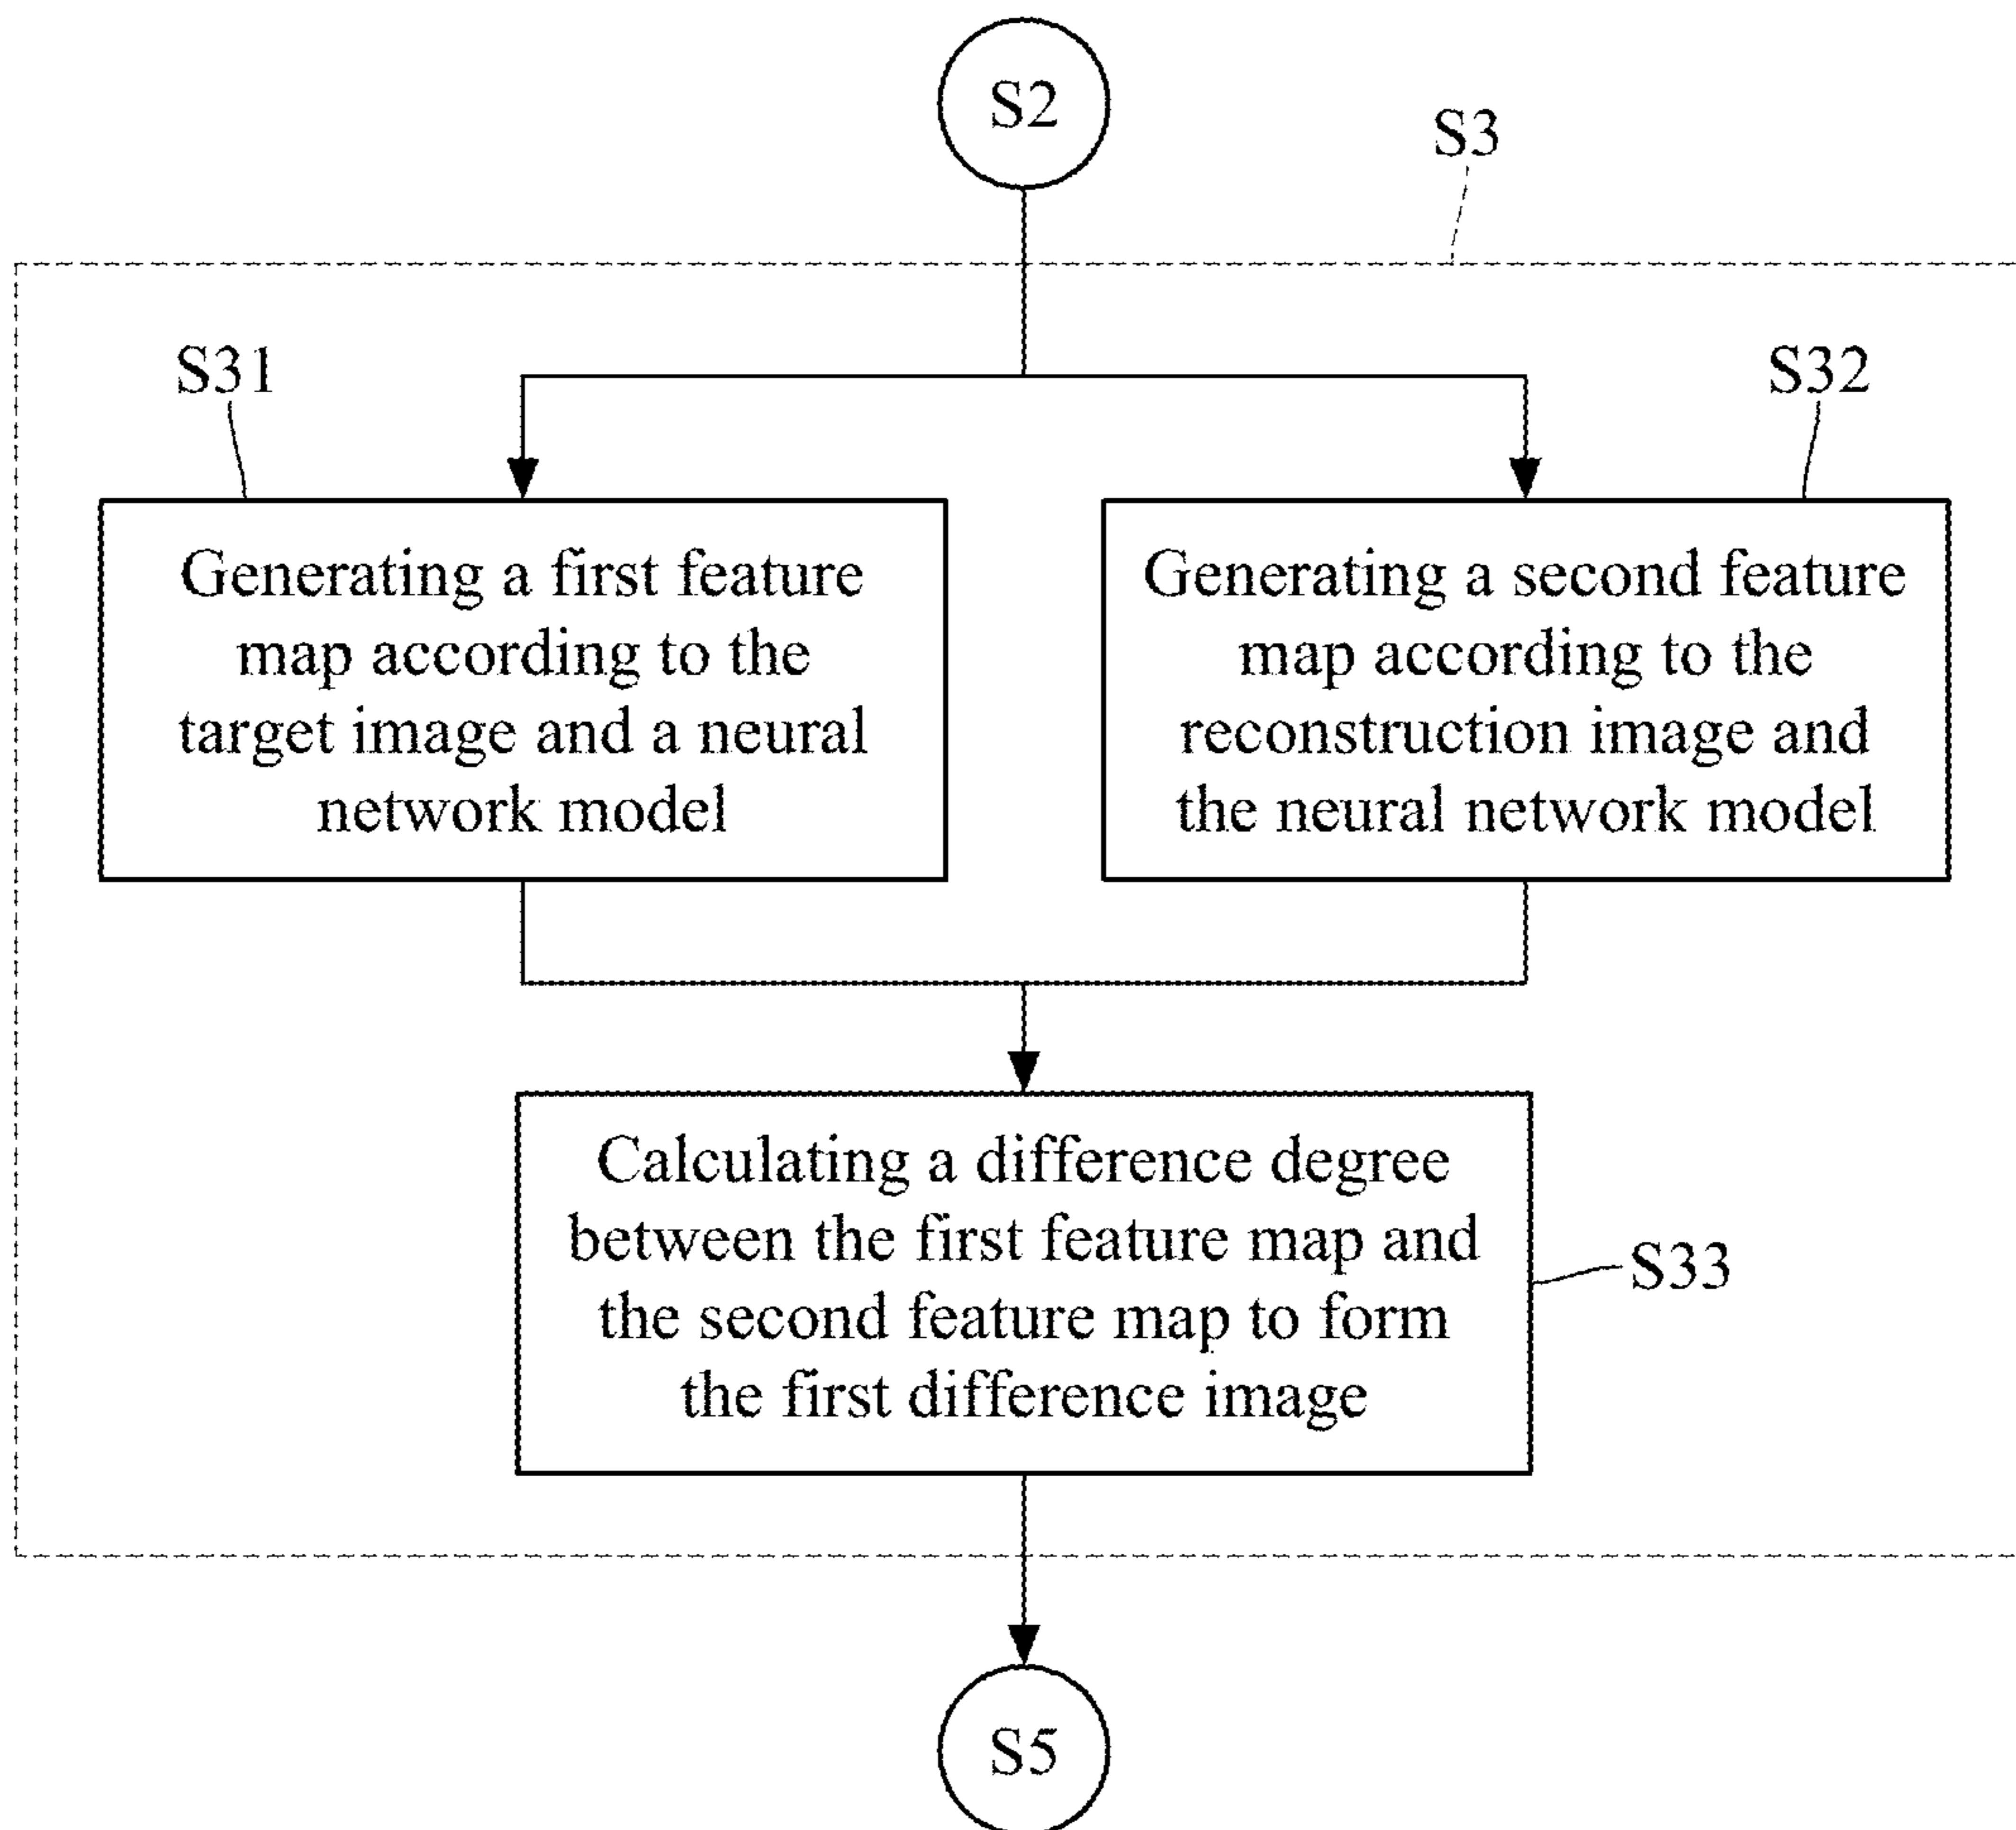 S2
S3
S31
S32
Generating a first feature
map according to the
target image and a neural
network model
Generating a second feature
map according to the
reconstruction image and
the neural network model
Calculating a difference degree
between the first feature map and
the second feature map to form
the first difference image
S33
S5